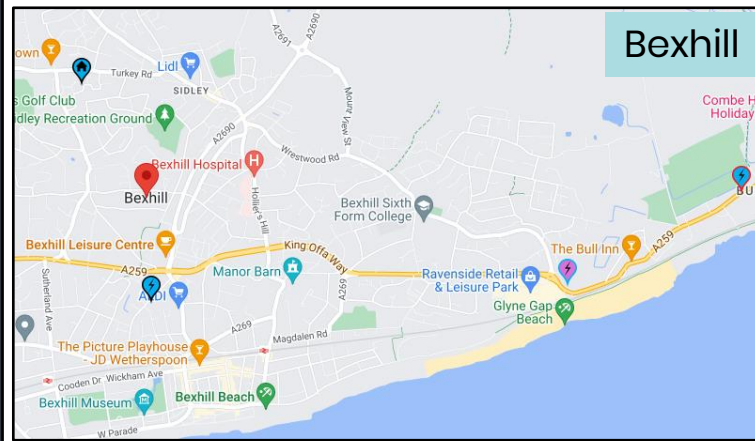 Bexhill
own
Lidl
A2691
A2690
Turkey Rd
SIDLEY
Mount View St
Combe H
Holiday
s Golf Club
idley Recreation Ground
A2690
Wrestwood Rd
Bexhill Hospital
H
Bexhill
Hollier's Hill
Bexhill Sixth
Form College
BU
Bexhill Leisure Centre
King Offa Way
The Bull Inn
A259
A259
Manor Barn
Ravenside Retail
& Leisure Park
Sutherland Ave
ALDI
A269
A269
Glyne Gap
Beach
The Picture Playhouse
- JD Wetherspoon
Magdalen Rd
Cooden Dr
Wickham Ave
Bexhill Museum
Bexhill Beach
W Parade